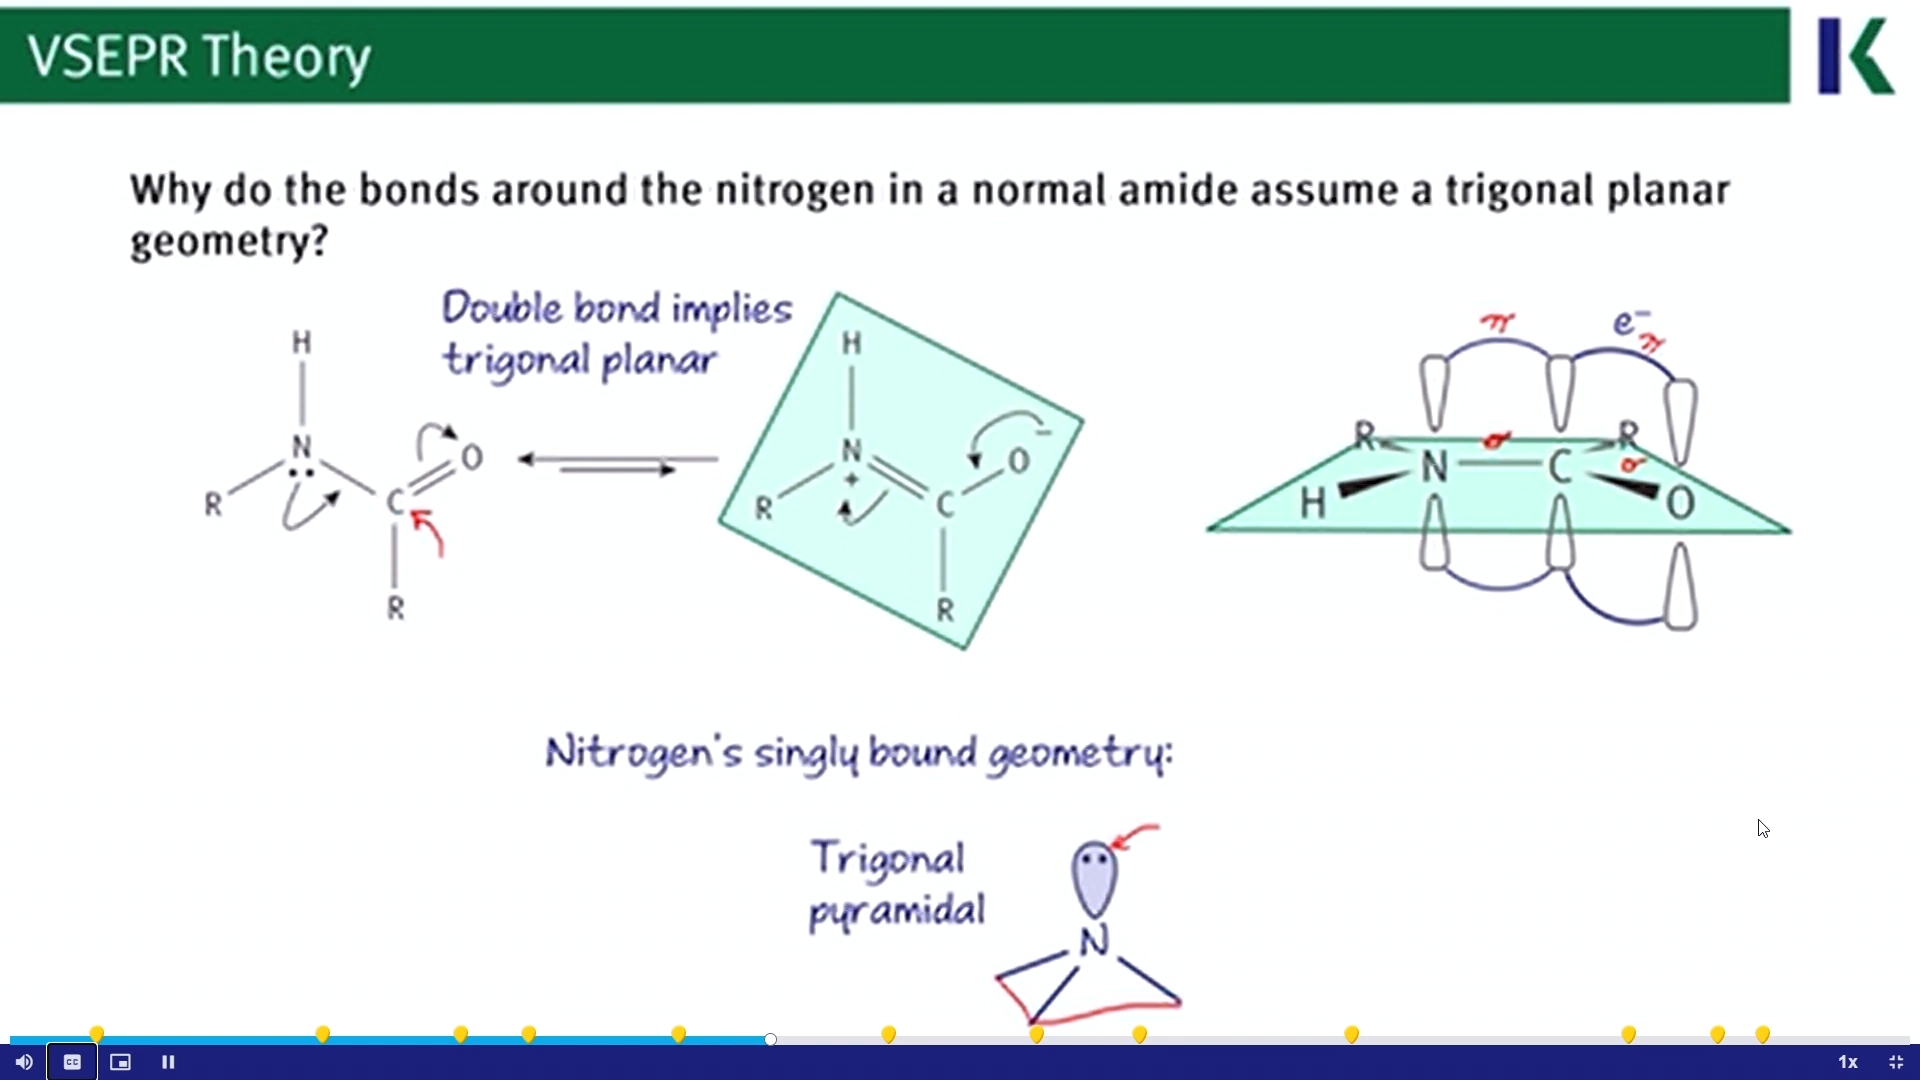 VSEPR Theory
K
Why do the bonds around the nitrogen in a normal amide assume a trigonal planar
geometry?
Double bond implies
trigonal planar
H
N
R
C
O
R
H
N
+
R
C
O
−
R
π
e⁻
π
R
σ
R
H
N
C
σ
O
Nitrogen's singly bound geometry:
Trigonal
pyramidal
N
CC
1x